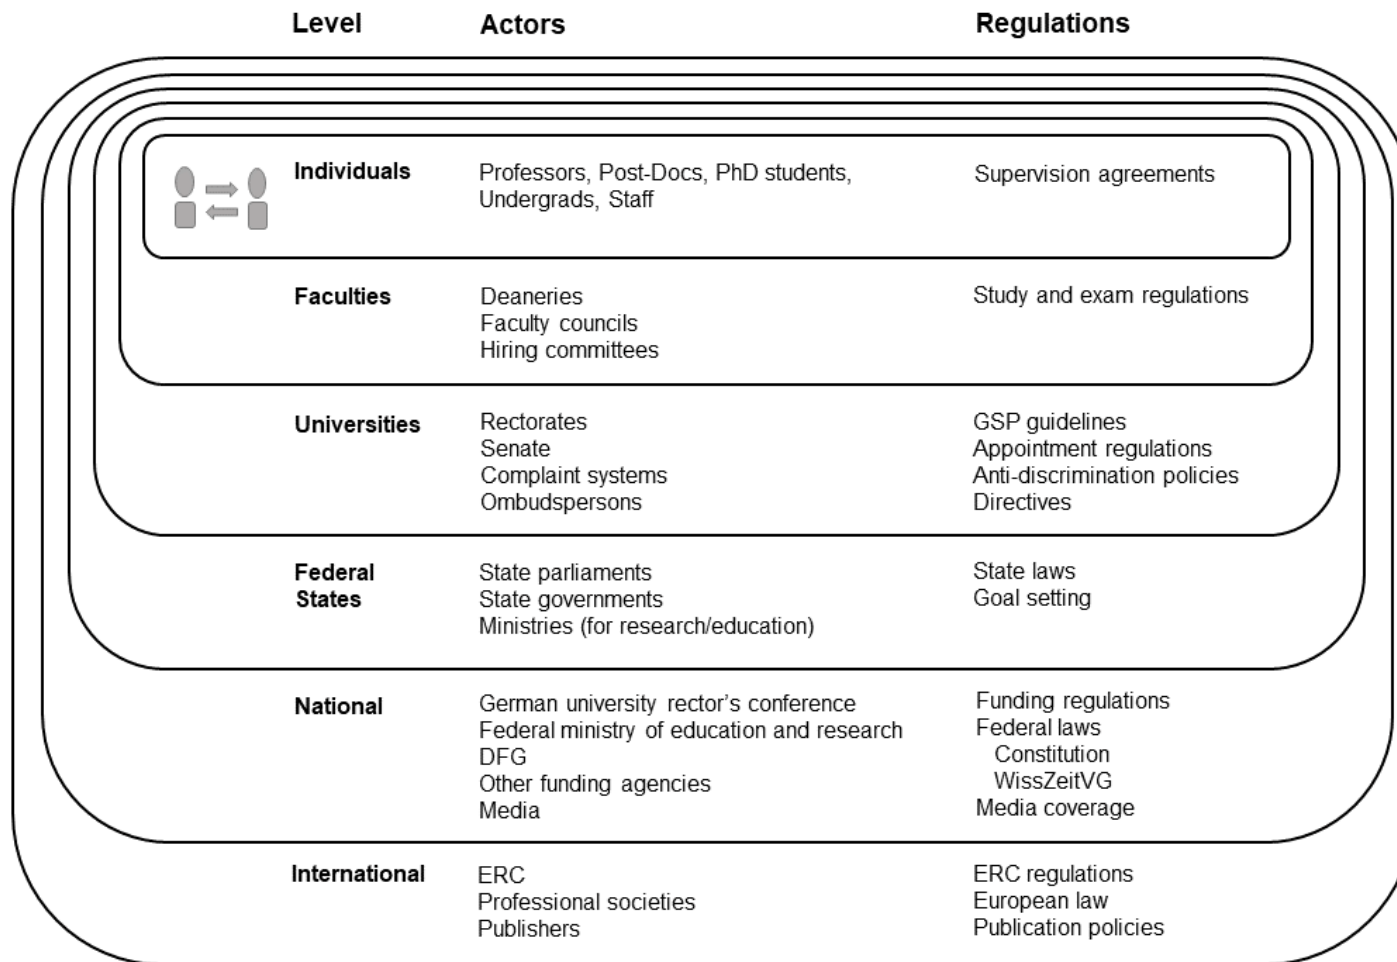 Level Actors Regulations
Individuals Professors, Post-Docs, PhD students, Supervision agreements
Undergrads, Staff
Faculties Deaneries Study and exam regulations
Faculty councils
Hiring committees
Universities Rectorates GSP guidelines
Senate Appointment regulations
Complaint systems Anti-discrimination policies
Ombudspersons Directives
Federal State parliaments State laws
States State governments Goal setting
Ministries (for research/education)
National German university rector's conference Funding regulations
Federal ministry of education and research Federal laws
DFG Constitution
Other funding agencies WissZeitVG
Media Media coverage
International ERC ERC regulations
Professional societies European law
Publishers Publication policies